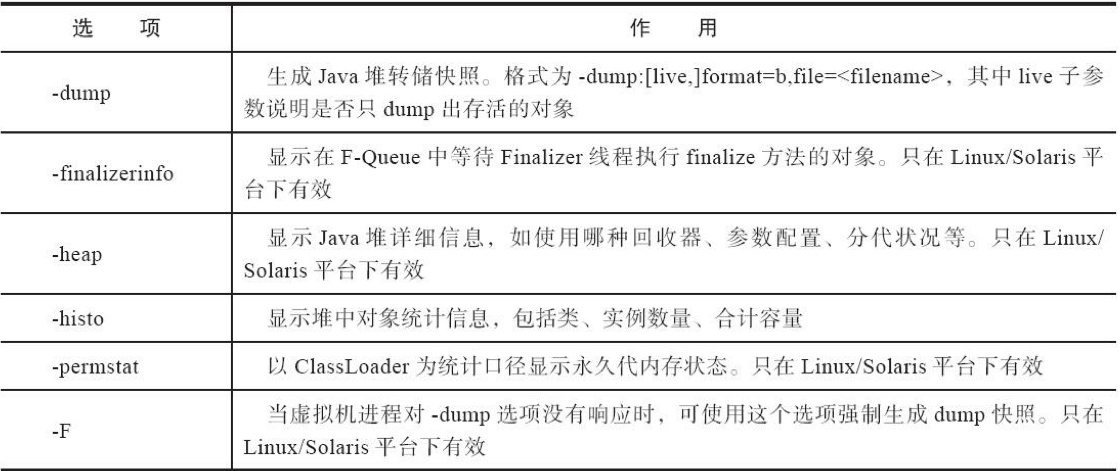 选 项 作 用
-dump 生成 Java 堆转储快照。格式为 -dump:[live,]format=b,file=<filename>，其中 live 子参
数说明是否只 dump 出存活的对象
-finalizerinfo 显示在 F-Queue 中等待 Finalizer 线程执行 finalize 方法的对象。只在 Linux/Solaris 平
台下有效
-heap 显示 Java 堆详细信息，如使用哪种回收器、参数配置、分代状况等。只在 Linux/
Solaris 平台下有效
-histo 显示堆中对象统计信息，包括类、实例数量、合计容量
-permstat 以 ClassLoader 为统计口径显示永久代内存状态。只在 Linux/Solaris 平台下有效
-F 当虚拟机进程对 -dump 选项没有响应时，可使用这个选项强制生成 dump 快照。只在
Linux/Solaris 平台下有效